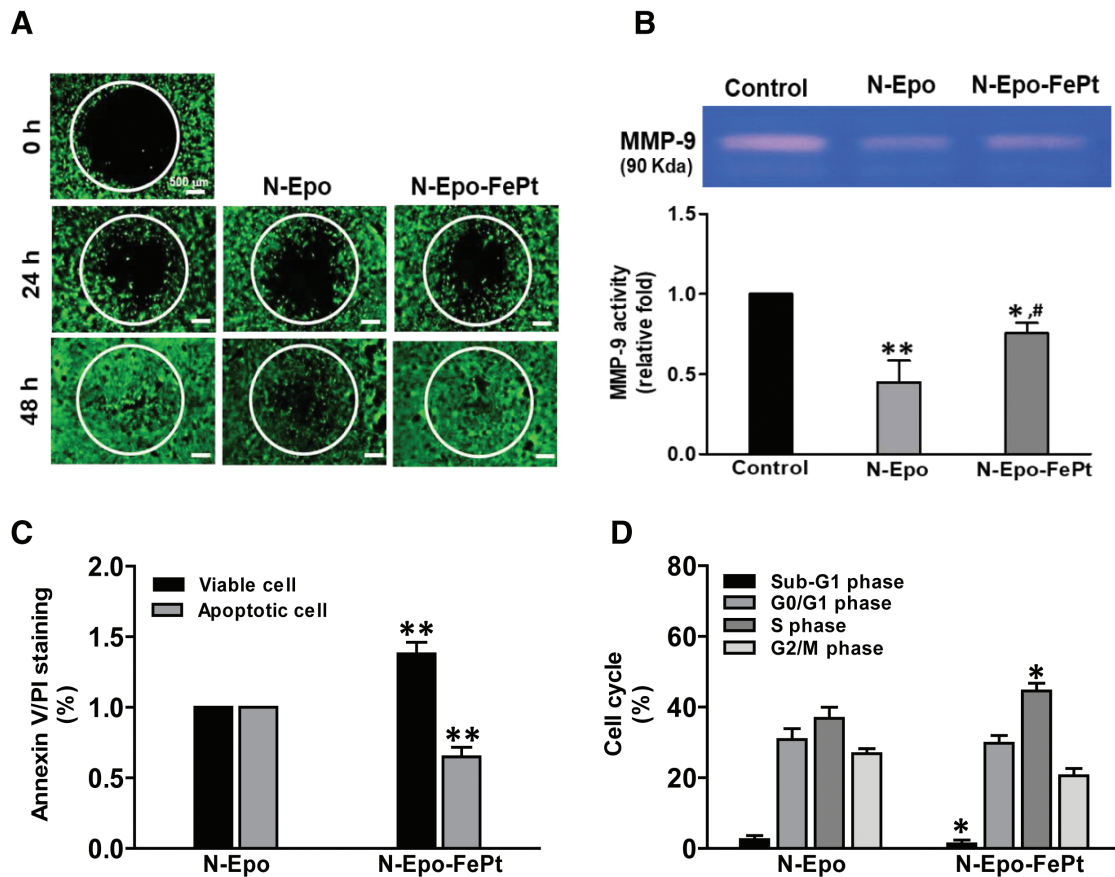 A
0 h
500 µm
N-Epo
N-Epo-FePt
24 h
48 h
B
Control
N-Epo
N-Epo-FePt
MMP-9
(90 Kda)
MMP-9 activity
(relative fold)
1.5
1.0
0.5
0.0
**
*,#
Control
N-Epo
N-Epo-FePt
C
Annexin V/PI staining
(%)
2.0
1.5
1.0
0.5
0.0
Viable cell
Apoptotic cell
**
**
N-Epo
N-Epo-FePt
D
Cell cycle
(%)
80
60
40
20
0
Sub-G1 phase
G0/G1 phase
S phase
G2/M phase
*
*
N-Epo
N-Epo-FePt